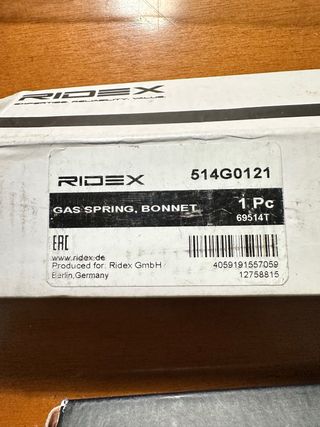 RIDEX
EXPERTISE. RELIABILITY. VALUE.
RIDEX 514G0121
GAS SPRING, BONNET 1 Pc
69514T
EAC
www.ridex.de
Produced for: Ridex GmbH 4059191557059
Berlin,Germany 12758815